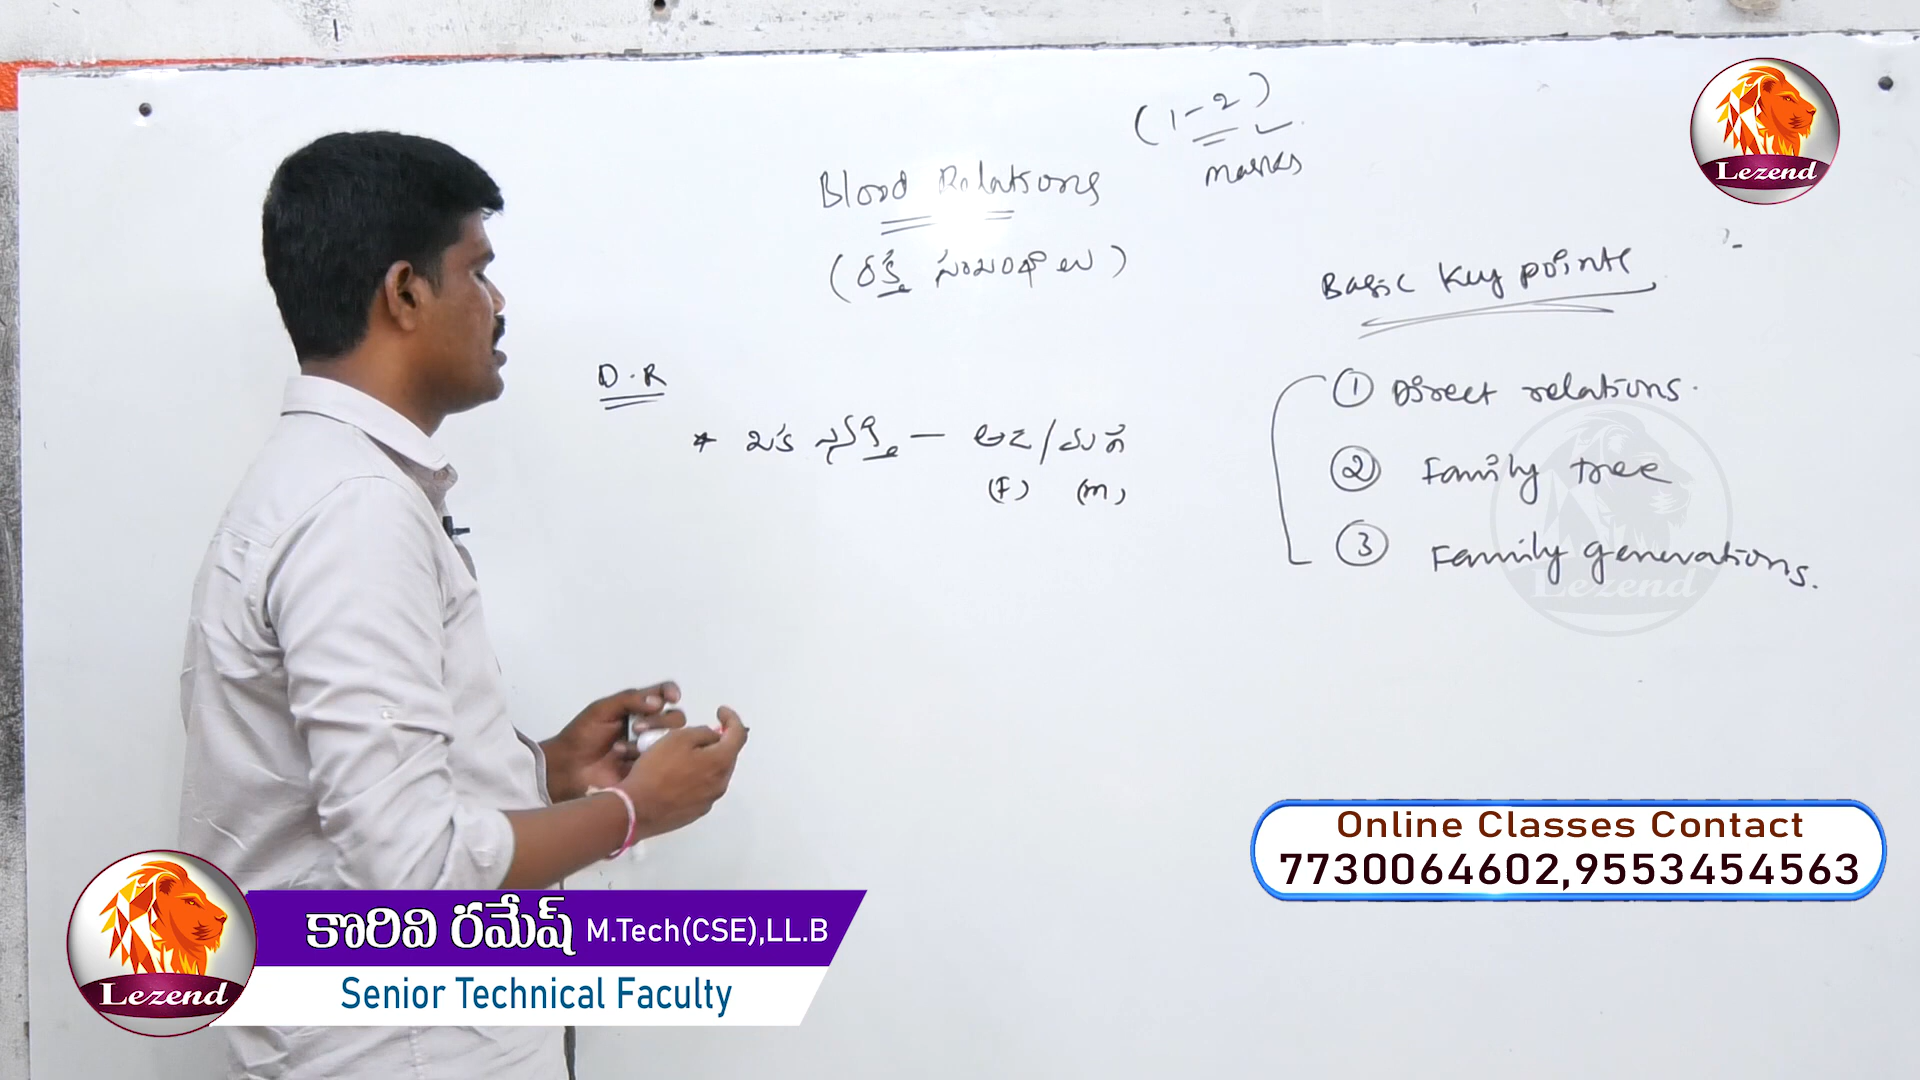 (1-2)
marks
Blood Relations
(రక్త సంబంధాలు)
Basic Key points
D.R
* ఒక వ్యక్తి — ఆడ/మగ
(F) (m)
① Direct relations.
② Family tree
③ Family generations.
Lezend
Lezend
Online Classes Contact
7730064602,9553454563
కొరివి రమేష్ M.Tech(CSE),LL.B
Senior Technical Faculty
Lezend